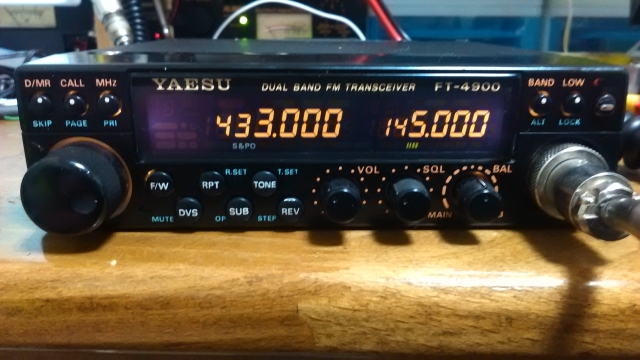 D/MR CALL MHz
SKIP PAGE PRI
YAESU DUAL BAND FM TRANSCEIVER FT-4900
433.000 145.000
S&PO
BAND LOW
ALT LOCK
R.SET T.SET
F/W RPT TONE
MUTE DVS SUB STEP REV
VOL SQL BAL
MAIN